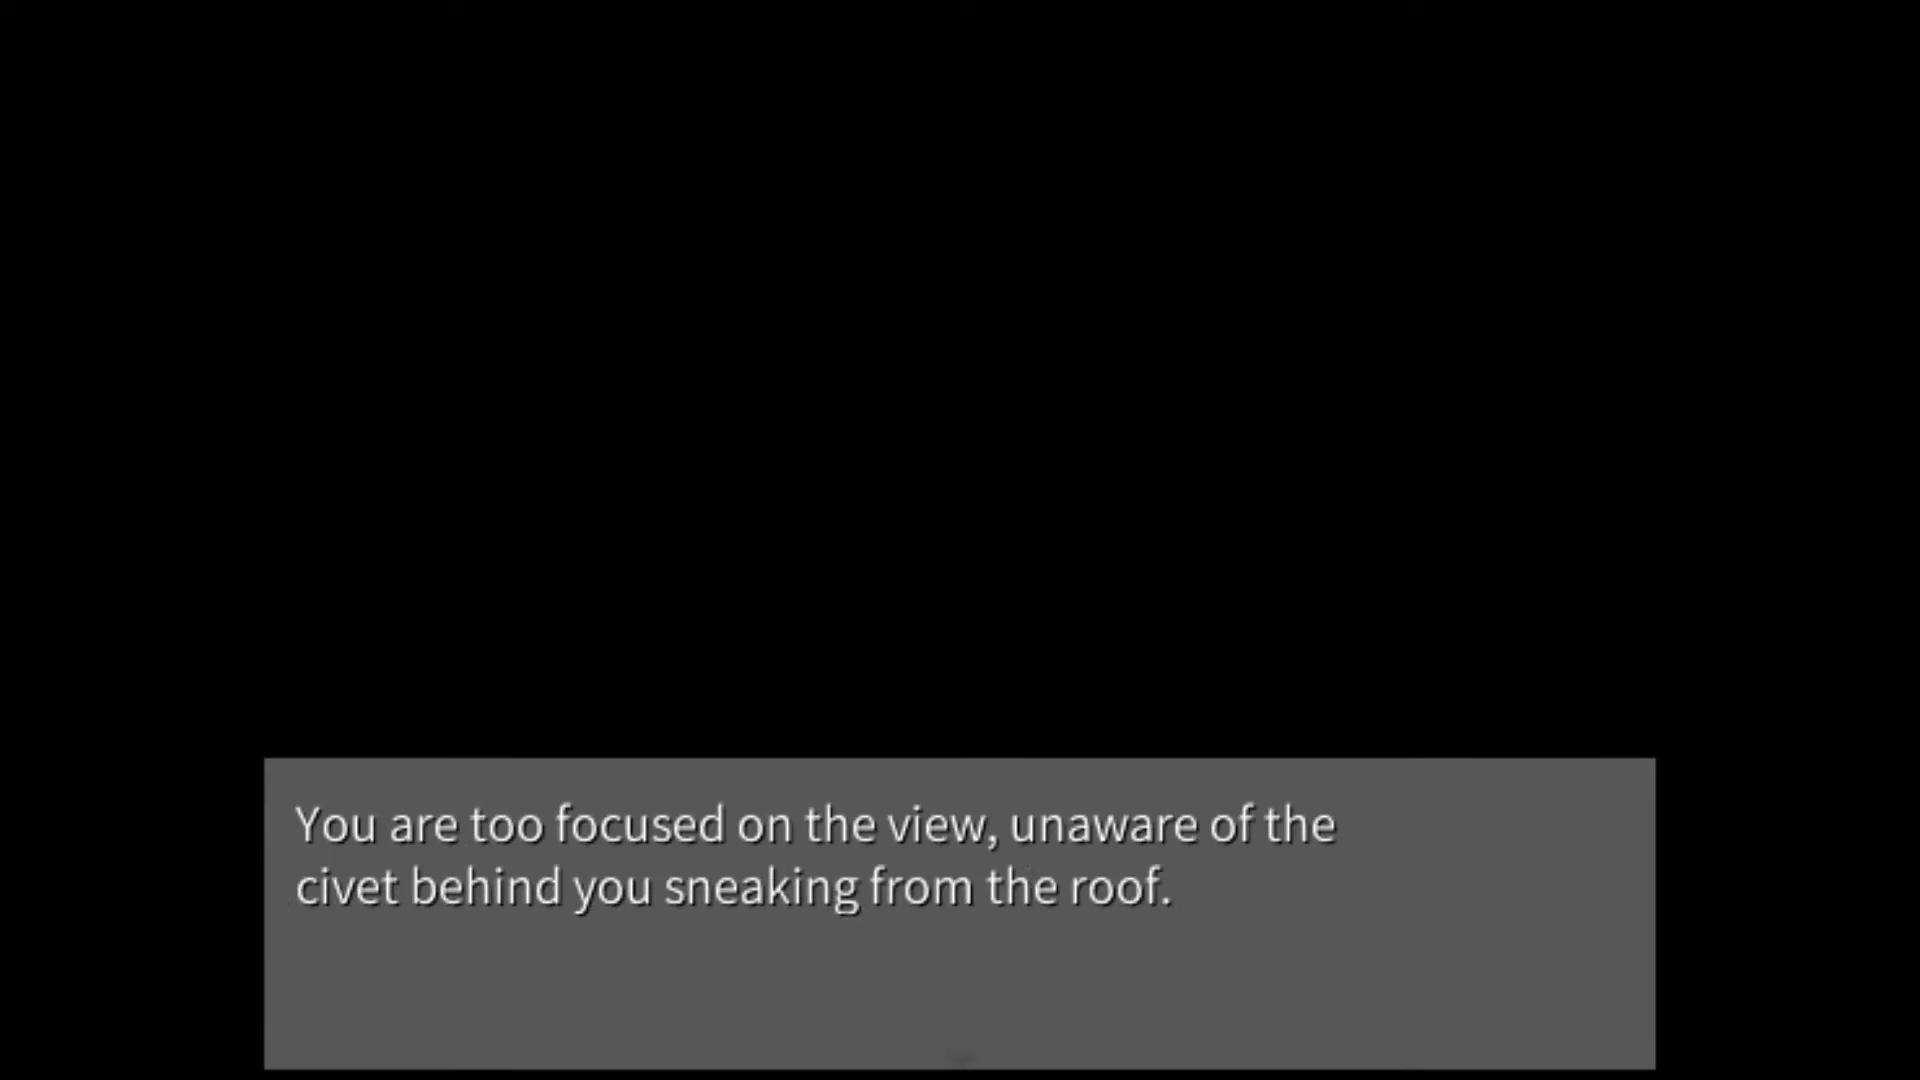 You are too focused on the view, unaware of the
civet behind you sneaking from the roof.